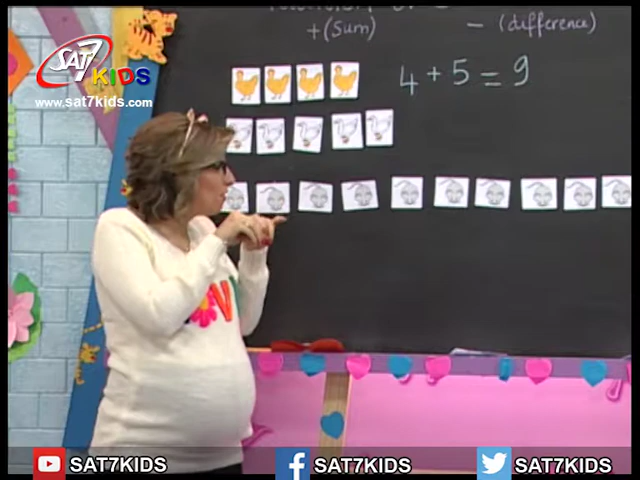 + (Sum)
- (difference)
SAT7
KIDS
www.sat7kids.com
4 + 5 = 9
SAT7KIDS
SAT7KIDS
SAT7KIDS